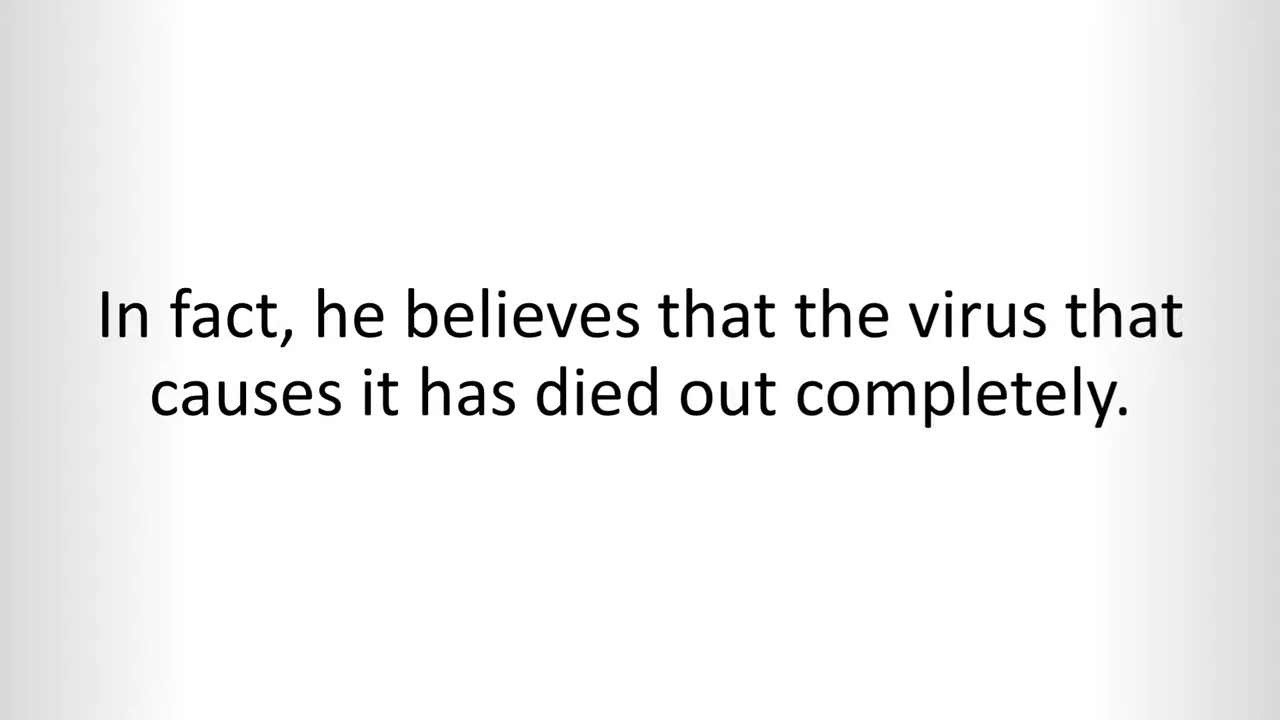 In fact, he believes that the virus that
causes it has died out completely.